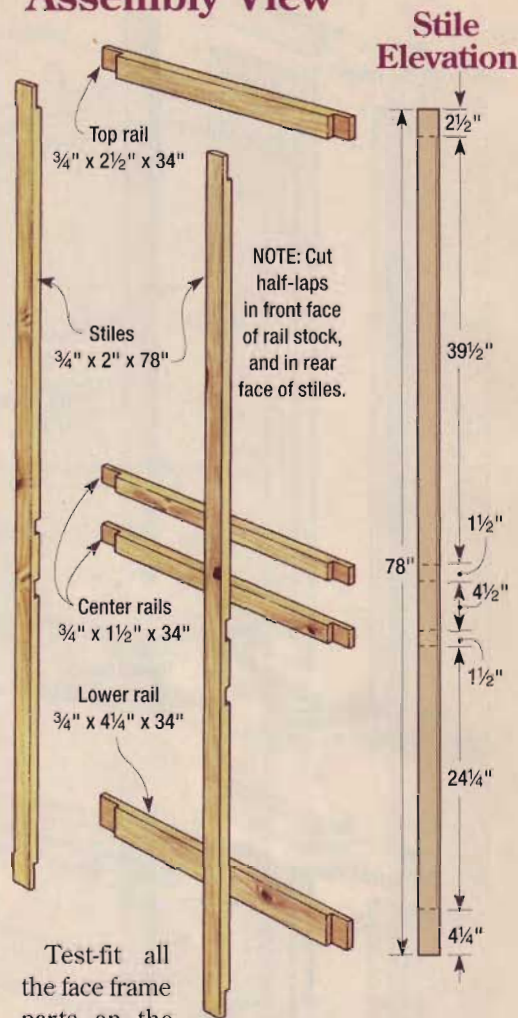 Assembly View
Stile
Elevation
Top rail
¾" x 2½" x 34"
NOTE: Cut
half-laps
in front face
of rail stock,
and in rear
face of stiles.
Stiles
¾" x 2" x 78"
Center rails
¾" x 1½" x 34"
Lower rail
¾" x 4¼" x 34"
2½"
39½"
1½"
78"
4½"
1½"
24¼"
4¼"
Test-fit all
the face frame
parts on the